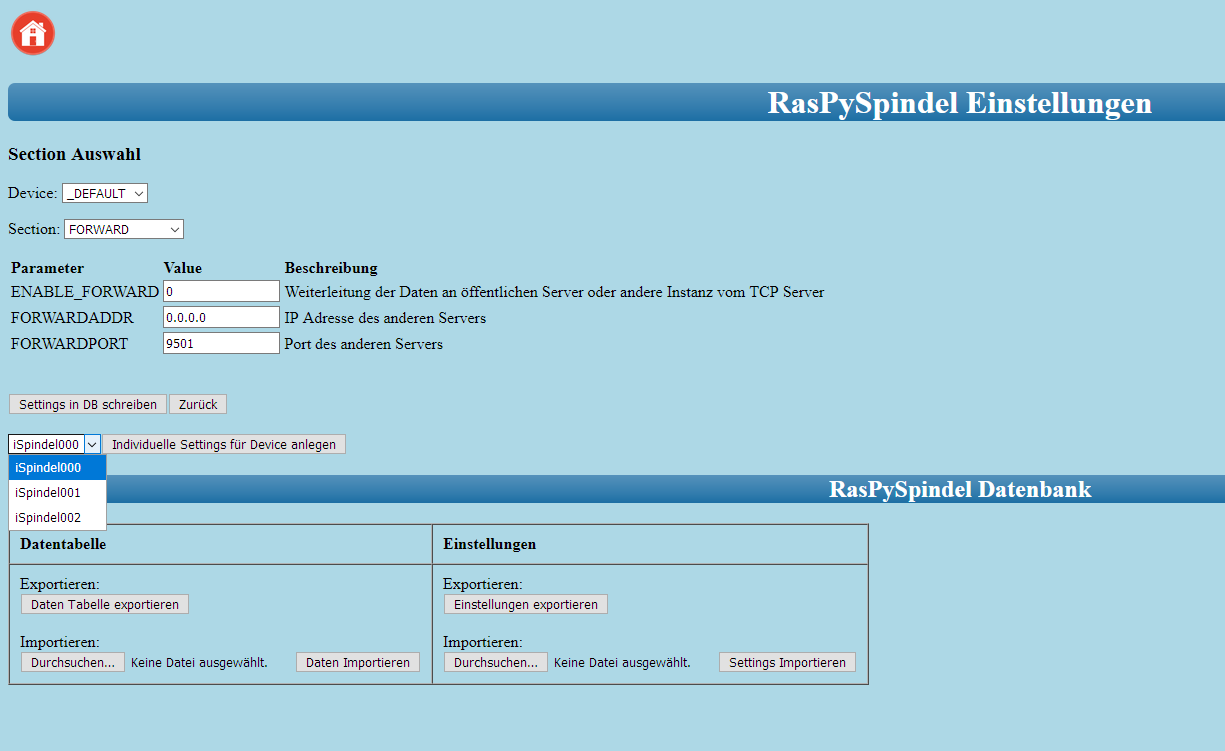 RasPySpindel Einstellungen
Section Auswahl
Device: _DEFAULT
Section: FORWARD
Parameter Value Beschreibung
ENABLE_FORWARD 0 Weiterleitung der Daten an öffentlichen Server oder andere Instanz vom TCP Server
FORWARDADDR 0.0.0.0 IP Adresse des anderen Servers
FORWARDPORT 9501 Port des anderen Servers
Settings in DB schreiben Zurück
iSpindel000 Individuelle Settings für Device anlegen
iSpindel000
iSpindel001
iSpindel002
RasPySpindel Datenbank
Datentabelle Einstellungen
Exportieren: Exportieren:
Daten Tabelle exportieren Einstellungen exportieren
Importieren: Importieren:
Durchsuchen... Keine Datei ausgewählt. Daten Importieren Durchsuchen... Keine Datei ausgewählt. Settings Importieren